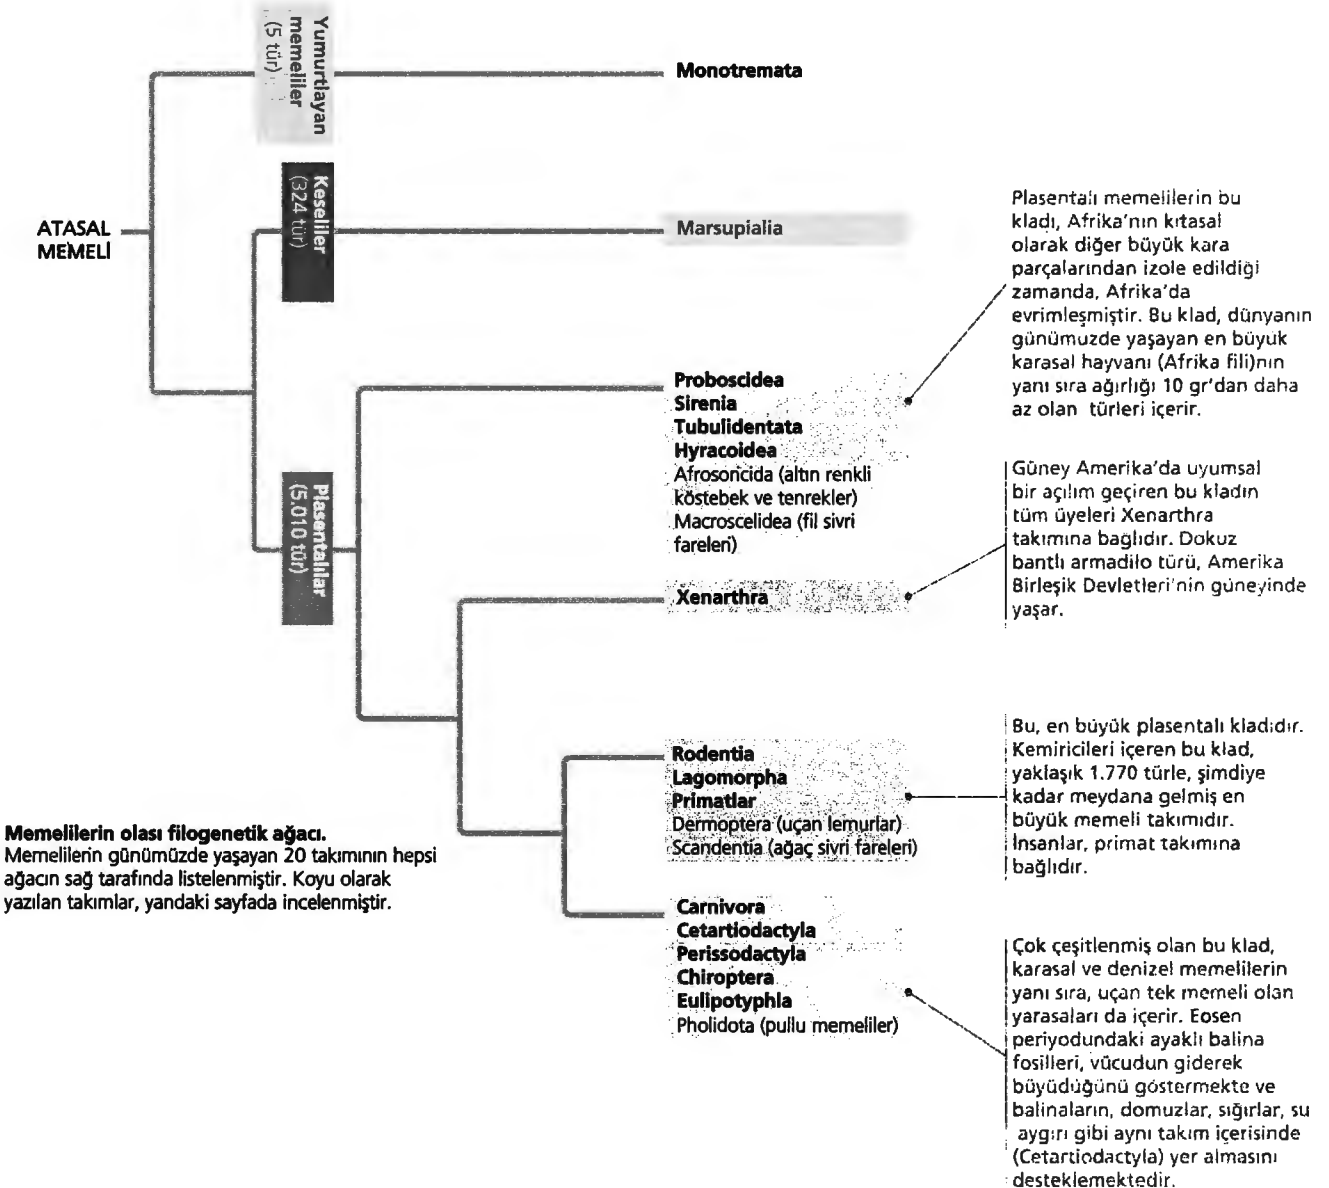 Yumurtlayan
memeliler
(5 tür)
Monotremata
Keseliler
(324 tür)
Marsupialia
ATASAL
MEMELİ
Plasentalı memelilerin bu
kladı, Afrika'nın kıtasal
olarak diğer büyük kara
parçalarından izole edildiği
zamanda, Afrika'da
evrimleşmiştir. Bu klad, dünyanın
günümüzde yaşayan en büyük
karasal hayvanı (Afrika fili)nın
yanı sıra ağırlığı 10 gr'dan daha
az olan türleri içerir.
Proboscidea
Sirenia
Tubulidentata
Hyracoidea
Afrosoricida (altın renkli
köstebek ve tenrekler)
Macroscelidea (fil sivri
fareleri)
Plasentalılar
(5.010 tür)
Güney Amerika'da uyumsal
bir açılım geçiren bu kladın
tüm üyeleri Xenarthra
takımına bağlıdır. Dokuz
bantlı armadilo türü, Amerika
Birleşik Devletleri'nin güneyinde
yaşar.
Xenarthra
Rodentia
Lagomorpha
Primatlar
Dermoptera (uçan lemurlar)
Scandentia (ağaç sivri fareleri)
Bu, en büyük plasentalı kladıdır.
Kemiricileri içeren bu klad,
yaklaşık 1.770 türle, şimdiye
kadar meydana gelmiş en
büyük memeli takımıdır.
İnsanlar, primat takımına
bağlıdır.
Memelilerin olası filogenetik ağacı.
Memelilerin günümüzde yaşayan 20 takımının hepsi
ağacın sağ tarafında listelenmiştir. Koyu olarak
yazılan takımlar, yandaki sayfada incelenmiştir.
Carnivora
Cetartiodactyla
Perissodactyla
Chiroptera
Eulipotyphla
Pholidota (pullu memeliler)
Çok çeşitlenmiş olan bu klad,
karasal ve denizel memelilerin
yanı sıra, uçan tek memeli olan
yarasaları da içerir. Eosen
periyodundaki ayaklı balina
fosilleri, vücudun giderek
büyüdüğünü göstermekte ve
balinaların, domuzlar, sığırlar, su
aygırı gibi aynı takım içerisinde
(Cetartiodactyla) yer almasını
desteklemektedir.